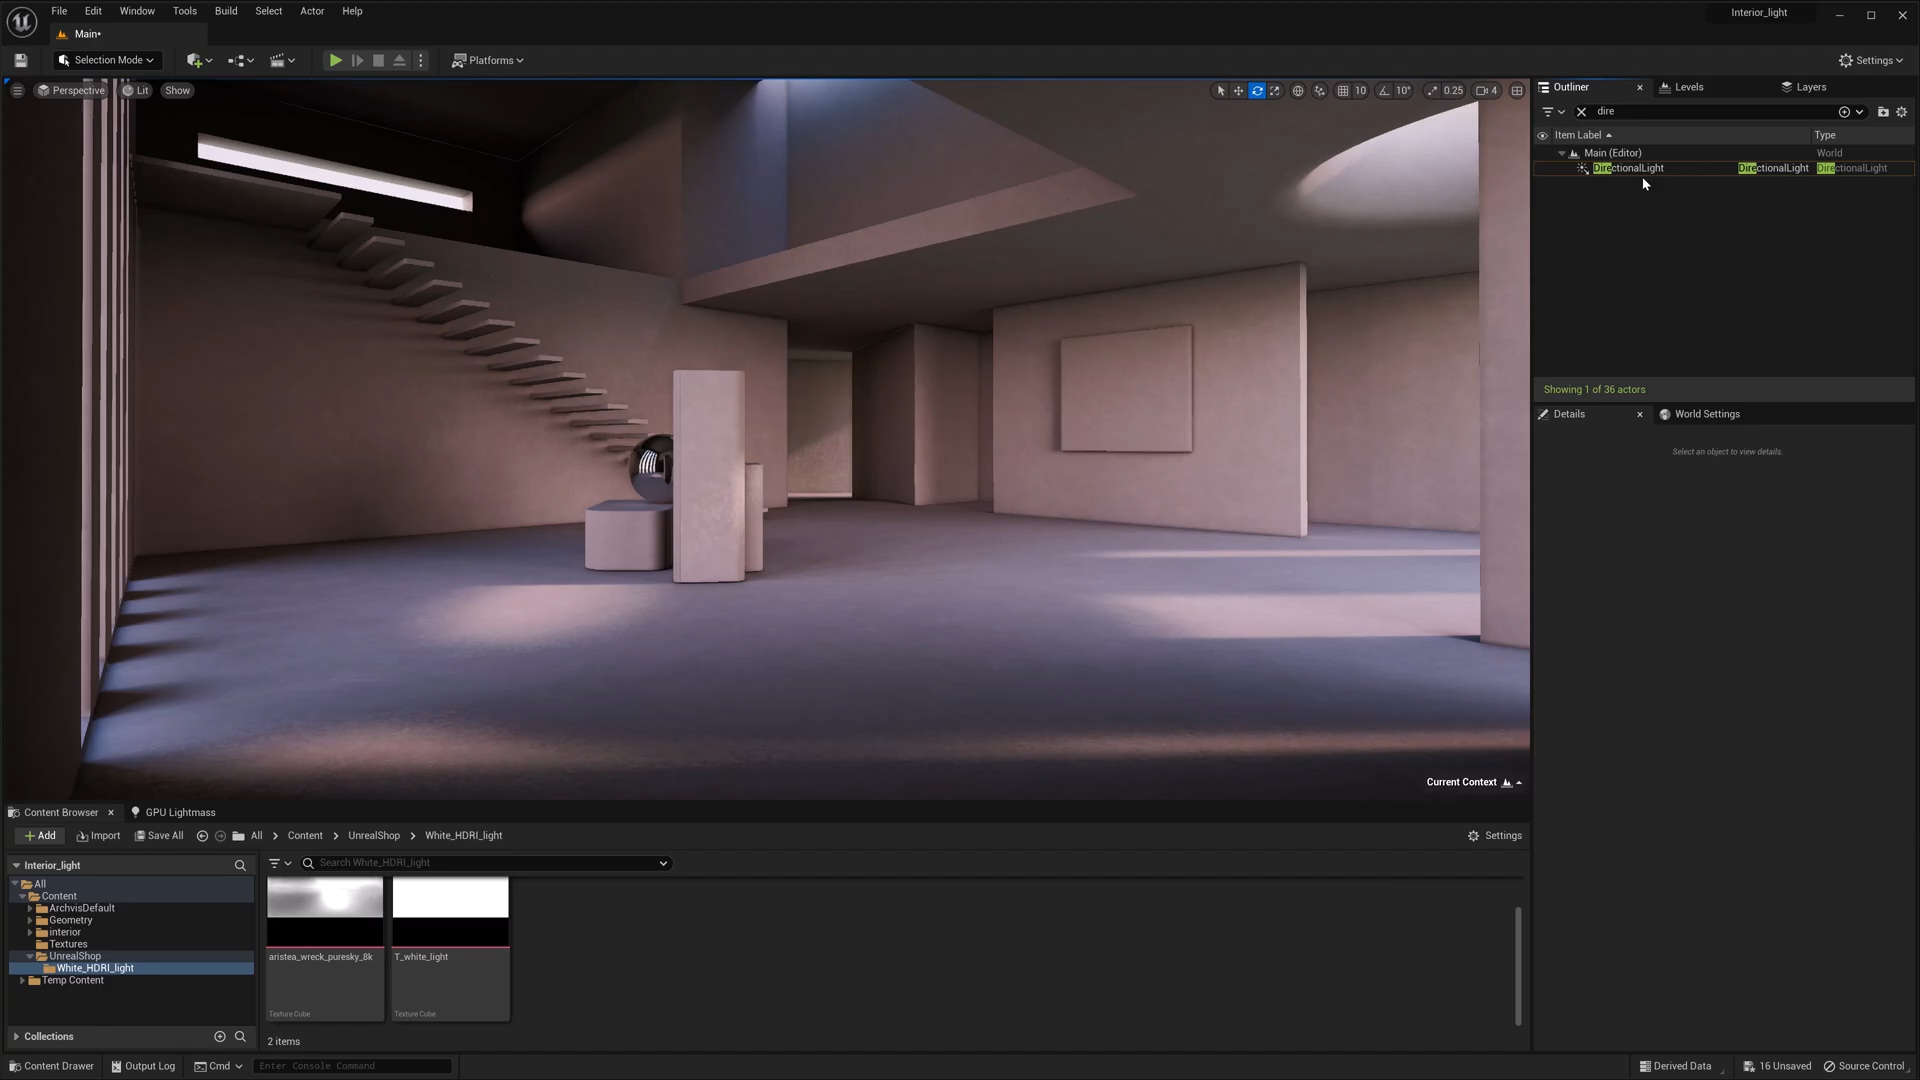 File Edit Window Tools Build Select Actor Help
Interior_light
Main*
Selection Mode
Platforms
Settings
Perspective Lit Show
10 10° 0.25 4
Outliner Levels Layers
dire
Item Label Type
Main (Editor) World
DirectionalLight DirectionalLight DirectionalLight
Showing 1 of 36 actors
Details World Settings
Select an object to view details.
Current Context
Content Browser GPU Lightmass
Add Import Save All All Content UnrealShop White_HDRI_light Settings
Interior_light
Search White_HDRI_light
All
Content
ArchvisDefault
Geometry
interior
Textures
UnrealShop
White_HDRI_light
Temp Content
aristea_wreck_puresky_8k
T_white_light
Texture Cube
Texture Cube
Collections
2 items
Content Drawer Output Log Cmd Enter Console Command
Derived Data 16 Unsaved Source Control